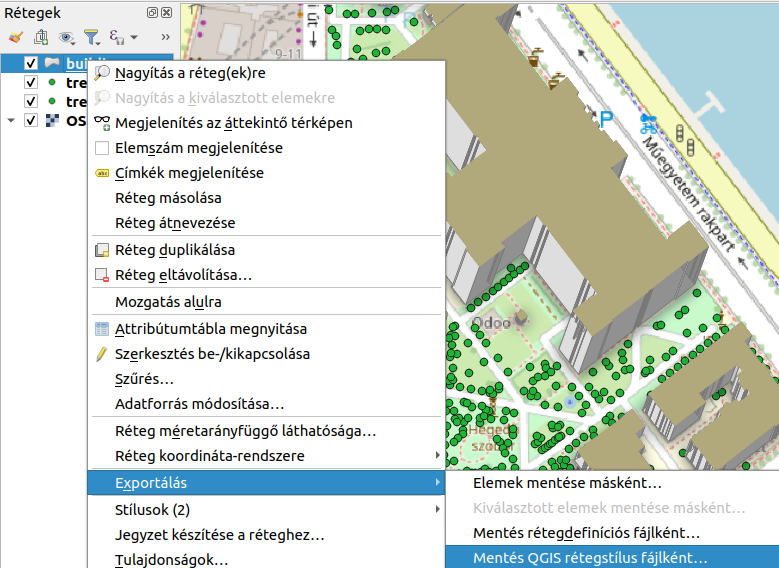 Rétegek
buil
tre
tre
OS
Nagyítás a réteg(ek)re
Nagyítás a kiválasztott elemekre
Megjelenítés az áttekintő térképen
Elemszám megjelenítése
abc Címkék megjelenítése
Réteg másolása
Réteg átnevezése
Réteg duplikálása
Réteg eltávolítása…
Mozgatás alulra
Attribútumtábla megnyitása
Szerkesztés be-/kikapcsolása
Szűrés…
Adatforrás módosítása…
Réteg méretarányfüggő láthatósága…
Réteg koordináta-rendszere
Exportálás
Stílusok (2)
Jegyzet készítése a réteghez…
Tulajdonságok…
Elemek mentése másként…
Kiválasztott elemek mentése másként…
Mentés rétegdefiníciós fájlként…
Mentés QGIS rétegstílus fájlként…
i út
9-11
P
P
Műegyetem rakpart
Odoo
Heged
szob